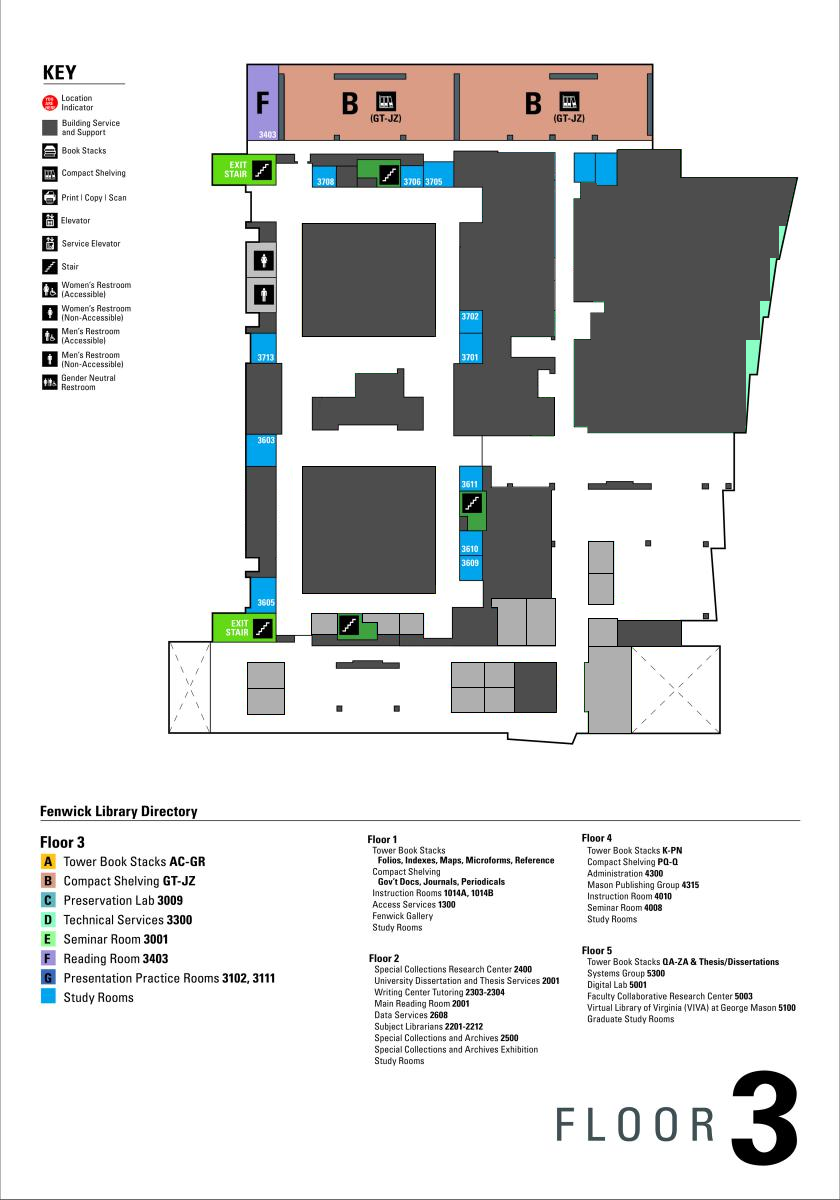 KEY
YOU
ARE
HERE
Location
Indicator
Building Service
and Support
Book Stacks
Compact Shelving
Print | Copy | Scan
Elevator
Service Elevator
Stair
Women's Restroom
(Accessible)
Women's Restroom
(Non-Accessible)
Men's Restroom
(Accessible)
Men's Restroom
(Non-Accessible)
Gender Neutral
Restroom
F
3403
B
(GT-JZ)
B
(GT-JZ)
EXIT
STAIR
3708
3706
3705
3702
3701
3713
3603
3611
3610
3609
3605
EXIT
STAIR
Fenwick Library Directory
Floor 3
A Tower Book Stacks AC-GR
B Compact Shelving GT-JZ
C Preservation Lab 3009
D Technical Services 3300
E Seminar Room 3001
F Reading Room 3403
G Presentation Practice Rooms 3102, 3111
Study Rooms
Floor 1
Tower Book Stacks
Folios, Indexes, Maps, Microforms, Reference
Compact Shelving
Gov't Docs, Journals, Periodicals
Instruction Rooms 1014A, 1014B
Access Services 1300
Fenwick Gallery
Study Rooms
Floor 2
Special Collections Research Center 2400
University Dissertation and Thesis Services 2001
Writing Center Tutoring 2303-2304
Main Reading Room 2001
Data Services 2608
Subject Librarians 2201-2212
Special Collections and Archives 2500
Special Collections and Archives Exhibition
Study Rooms
Floor 4
Tower Book Stacks K-PN
Compact Shelving PQ-Q
Administration 4300
Mason Publishing Group 4315
Instruction Room 4010
Seminar Room 4008
Study Rooms
Floor 5
Tower Book Stacks QA-ZA & Thesis/Dissertations
Systems Group 5300
Digital Lab 5001
Faculty Collaborative Research Center 5003
Virtual Library of Virginia (VIVA) at George Mason 5100
Graduate Study Rooms
FLOOR 3